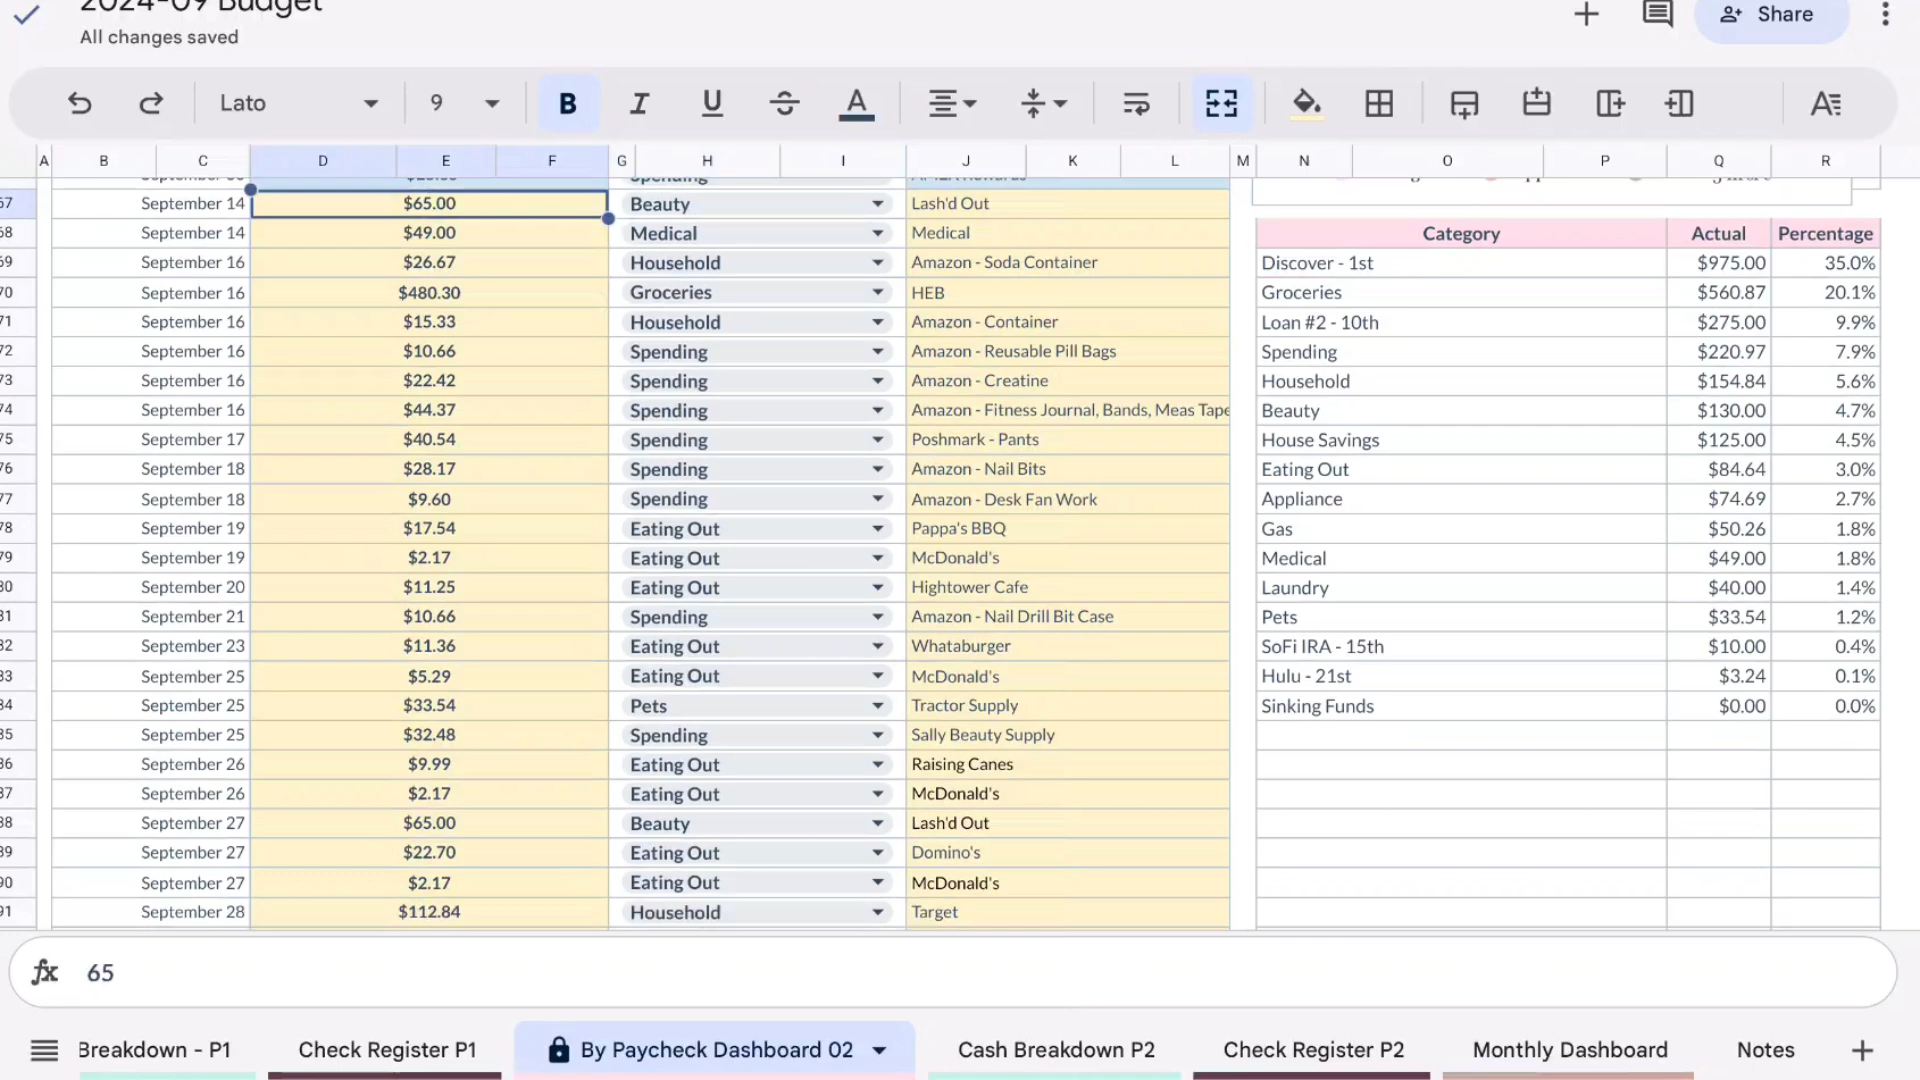 2024-09 Budget
All changes saved
Share
Lato 9 B I U S A
A B C D E F G H I J K L M N O P Q R
Spending
67 September 14 $65.00 Beauty Lash'd Out
68 September 14 $49.00 Medical Medical
69 September 16 $26.67 Household Amazon - Soda Container
70 September 16 $480.30 Groceries HEB
71 September 16 $15.33 Household Amazon - Container
72 September 16 $10.66 Spending Amazon - Reusable Pill Bags
73 September 16 $22.42 Spending Amazon - Creatine
74 September 16 $44.37 Spending Amazon - Fitness Journal, Bands, Meas Tape
75 September 17 $40.54 Spending Poshmark - Pants
76 September 18 $28.17 Spending Amazon - Nail Bits
77 September 18 $9.60 Spending Amazon - Desk Fan Work
78 September 19 $17.54 Eating Out Pappa's BBQ
79 September 19 $2.17 Eating Out McDonald's
80 September 20 $11.25 Eating Out Hightower Cafe
81 September 21 $10.66 Spending Amazon - Nail Drill Bit Case
82 September 23 $11.36 Eating Out Whataburger
83 September 25 $5.29 Eating Out McDonald's
84 September 25 $33.54 Pets Tractor Supply
85 September 25 $32.48 Spending Sally Beauty Supply
86 September 26 $9.99 Eating Out Raising Canes
87 September 26 $2.17 Eating Out McDonald's
88 September 27 $65.00 Beauty Lash'd Out
89 September 27 $22.70 Eating Out Domino's
90 September 27 $2.17 Eating Out McDonald's
91 September 28 $112.84 Household Target
Category Actual Percentage
Discover - 1st $975.00 35.0%
Groceries $560.87 20.1%
Loan #2 - 10th $275.00 9.9%
Spending $220.97 7.9%
Household $154.84 5.6%
Beauty $130.00 4.7%
House Savings $125.00 4.5%
Eating Out $84.64 3.0%
Appliance $74.69 2.7%
Gas $50.26 1.8%
Medical $49.00 1.8%
Laundry $40.00 1.4%
Pets $33.54 1.2%
SoFi IRA - 15th $10.00 0.4%
Hulu - 21st $3.24 0.1%
Sinking Funds $0.00 0.0%
fx 65
Breakdown - P1 Check Register P1 By Paycheck Dashboard 02 Cash Breakdown P2 Check Register P2 Monthly Dashboard Notes